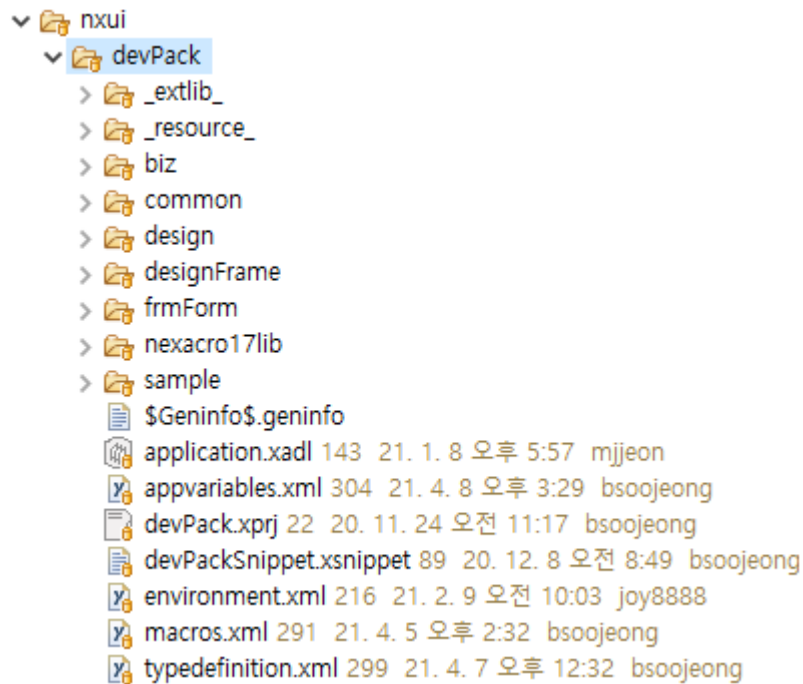 nxui
devPack
_extlib_
_resource_
biz
common
design
designFrame
frmForm
nexacro17lib
sample
$Geninfo$.geninfo
application.xadl 143 21. 1. 8 오후 5:57 mjjeon
appvariables.xml 304 21. 4. 8 오후 3:29 bsoojeong
devPack.xprj 22 20. 11. 24 오전 11:17 bsoojeong
devPackSnippet.xsnippet 89 20. 12. 8 오전 8:49 bsoojeong
environment.xml 216 21. 2. 9 오전 10:03 joy8888
macros.xml 291 21. 4. 5 오후 2:32 bsoojeong
typedefinition.xml 299 21. 4. 7 오후 12:32 bsoojeong